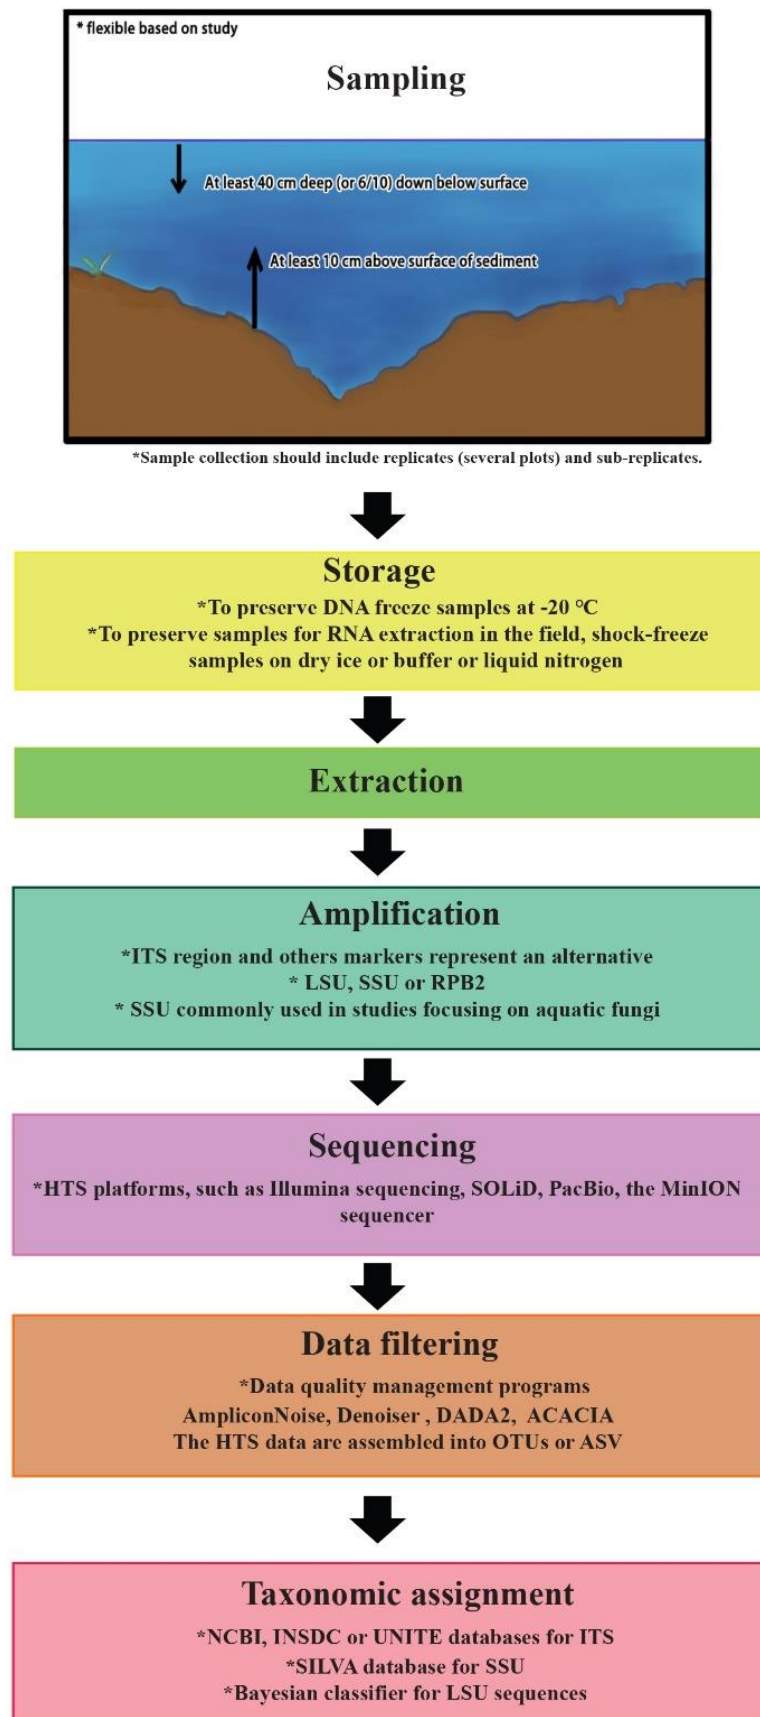 * flexible based on study
Sampling
At least 40 cm deep (or 6/10) down below surface
At least 10 cm above surface of sediment
*Sample collection should include replicates (several plots) and sub-replicates.
Storage
*To preserve DNA freeze samples at -20 °C
*To preserve samples for RNA extraction in the field, shock-freeze
samples on dry ice or buffer or liquid nitrogen
Extraction
Amplification
*ITS region and others markers represent an alternative
* LSU, SSU or RPB2
* SSU commonly used in studies focusing on aquatic fungi
Sequencing
*HTS platforms, such as Illumina sequencing, SOLiD, PacBio, the MinION
sequencer
Data filtering
*Data quality management programs
AmpliconNoise, Denoiser , DADA2, ACACIA
The HTS data are assembled into OTUs or ASV
Taxonomic assignment
*NCBI, INSDC or UNITE databases for ITS
*SILVA database for SSU
*Bayesian classifier for LSU sequences